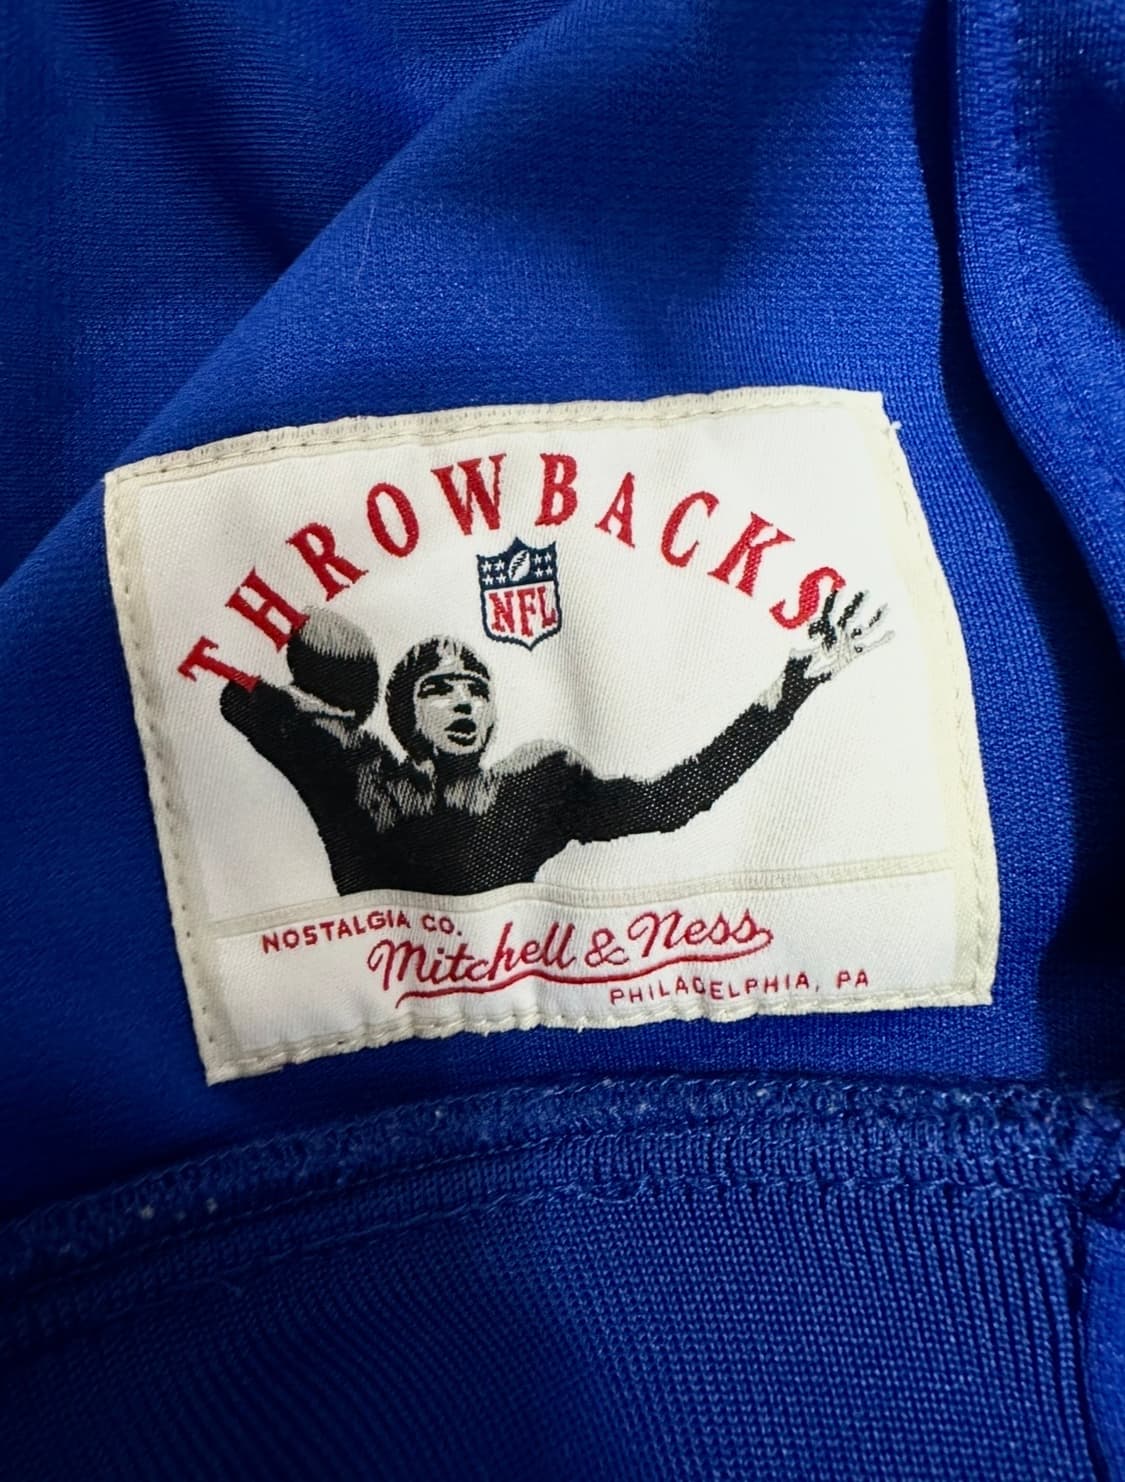 THROWBACKS
NFL
NOSTALGIA CO.
Mitchell & Ness
PHILADELPHIA, PA